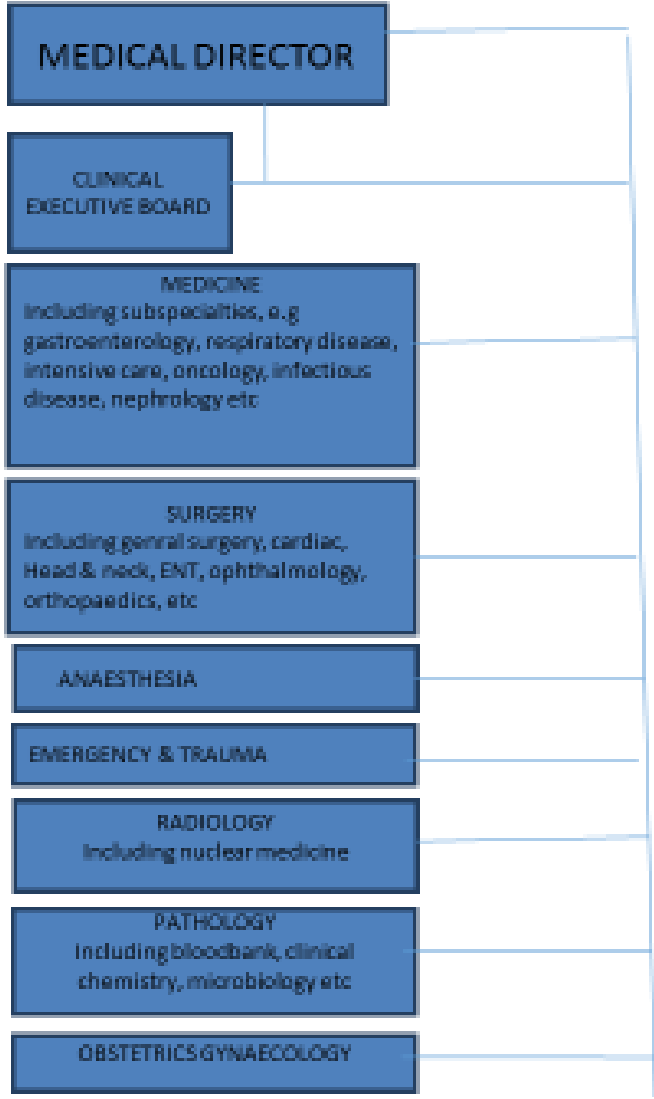 MEDICAL DIRECTOR
CLINICAL
EXECUTIVE BOARD
MEDICINE
Including subspecialties, e.g
gastroenterology, respiratory disease,
intensive care, oncology, infectious
disease, nephrology etc
SURGERY
Including genral surgery, cardiac,
Head & neck, ENT, ophthalmology,
orthopaedics, etc
ANAESTHESIA
EMERGENCY & TRAUMA
RADIOLOGY
Including nuclear medicine
PATHOLOGY
Including bloodbank, clinical
chemistry, microbiology etc
OBSTETRICS GYNAECOLOGY